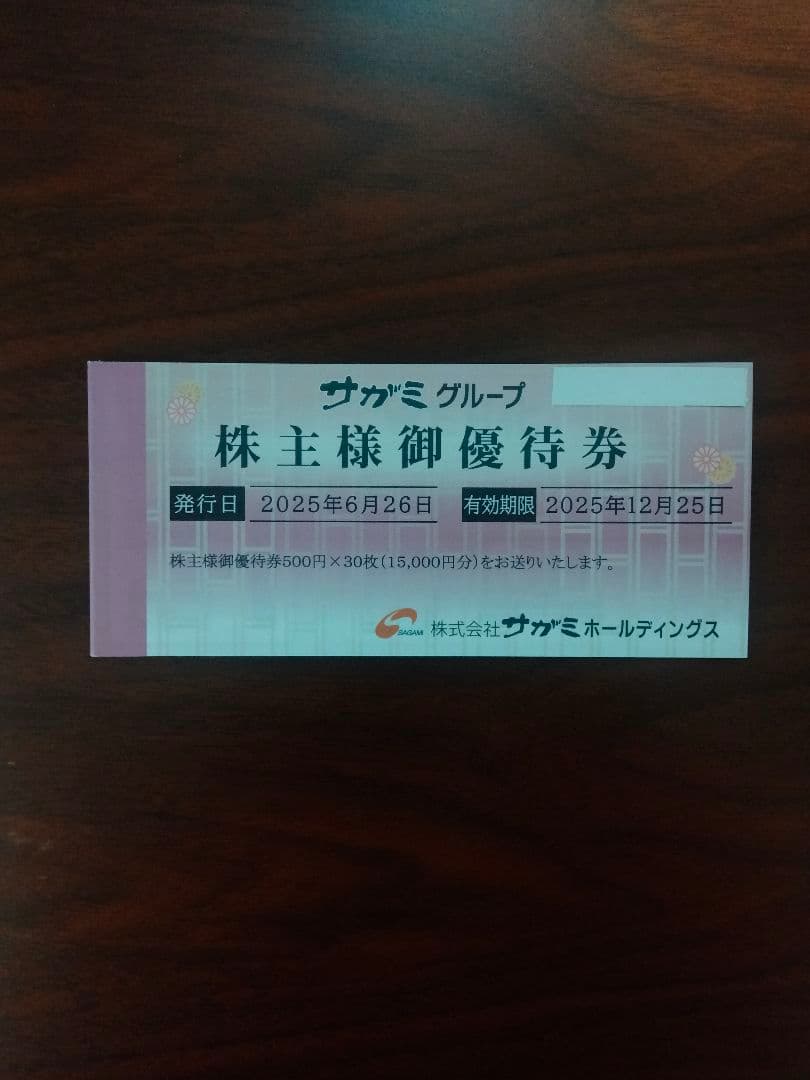 サガミグループ
株主様御優待券
発行日 2025年6月26日 有効期限 2025年12月25日
株主様御優待券500円×30枚(15,000円分)をお送りいたします。
SAGAMI 株式会社サガミホールディングス